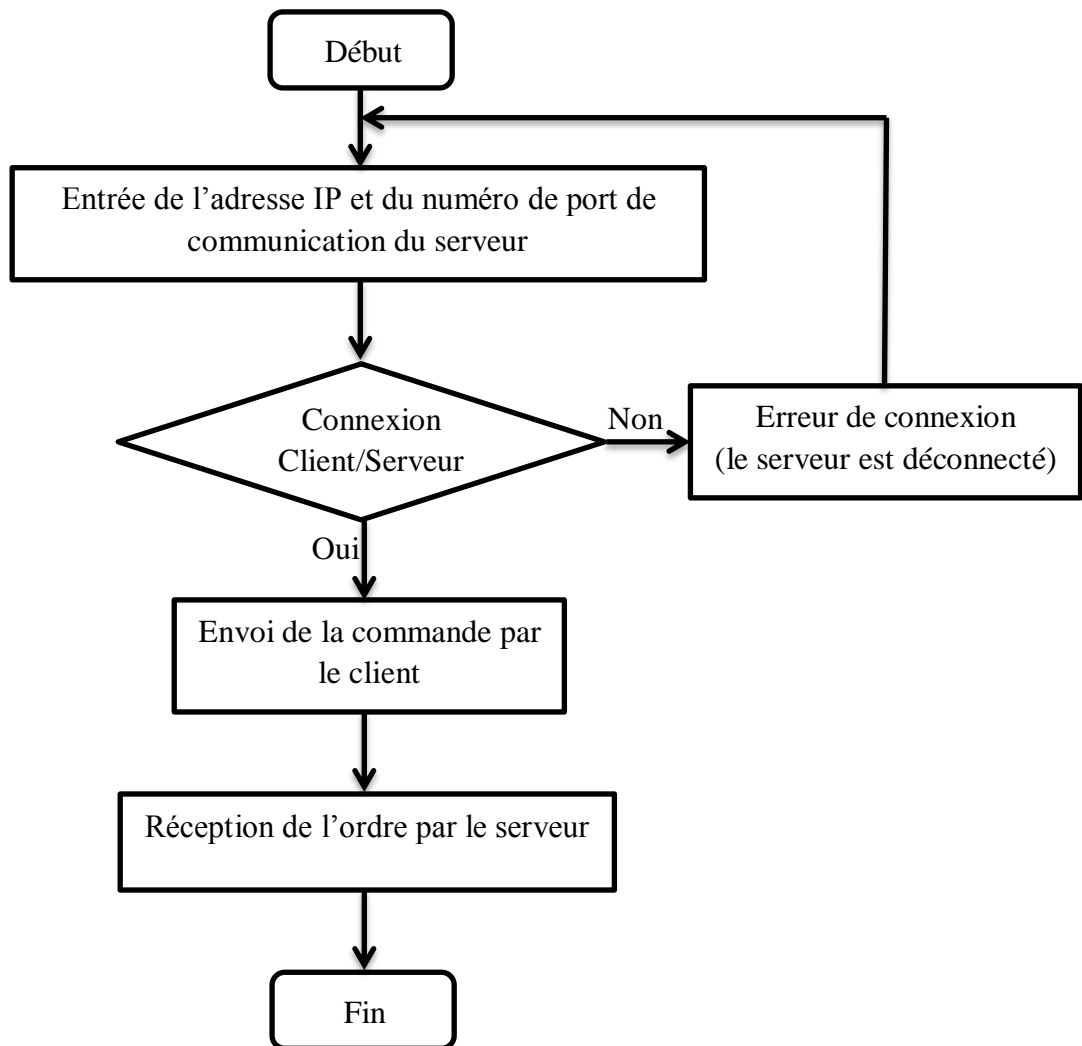 Début
Entrée de l’adresse IP et du numéro de port de
communication du serveur
Connexion
Client/Serveur
Non
Erreur de connexion
(le serveur est déconnecté)
Oui
Envoi de la commande par
le client
Réception de l’ordre par le serveur
Fin